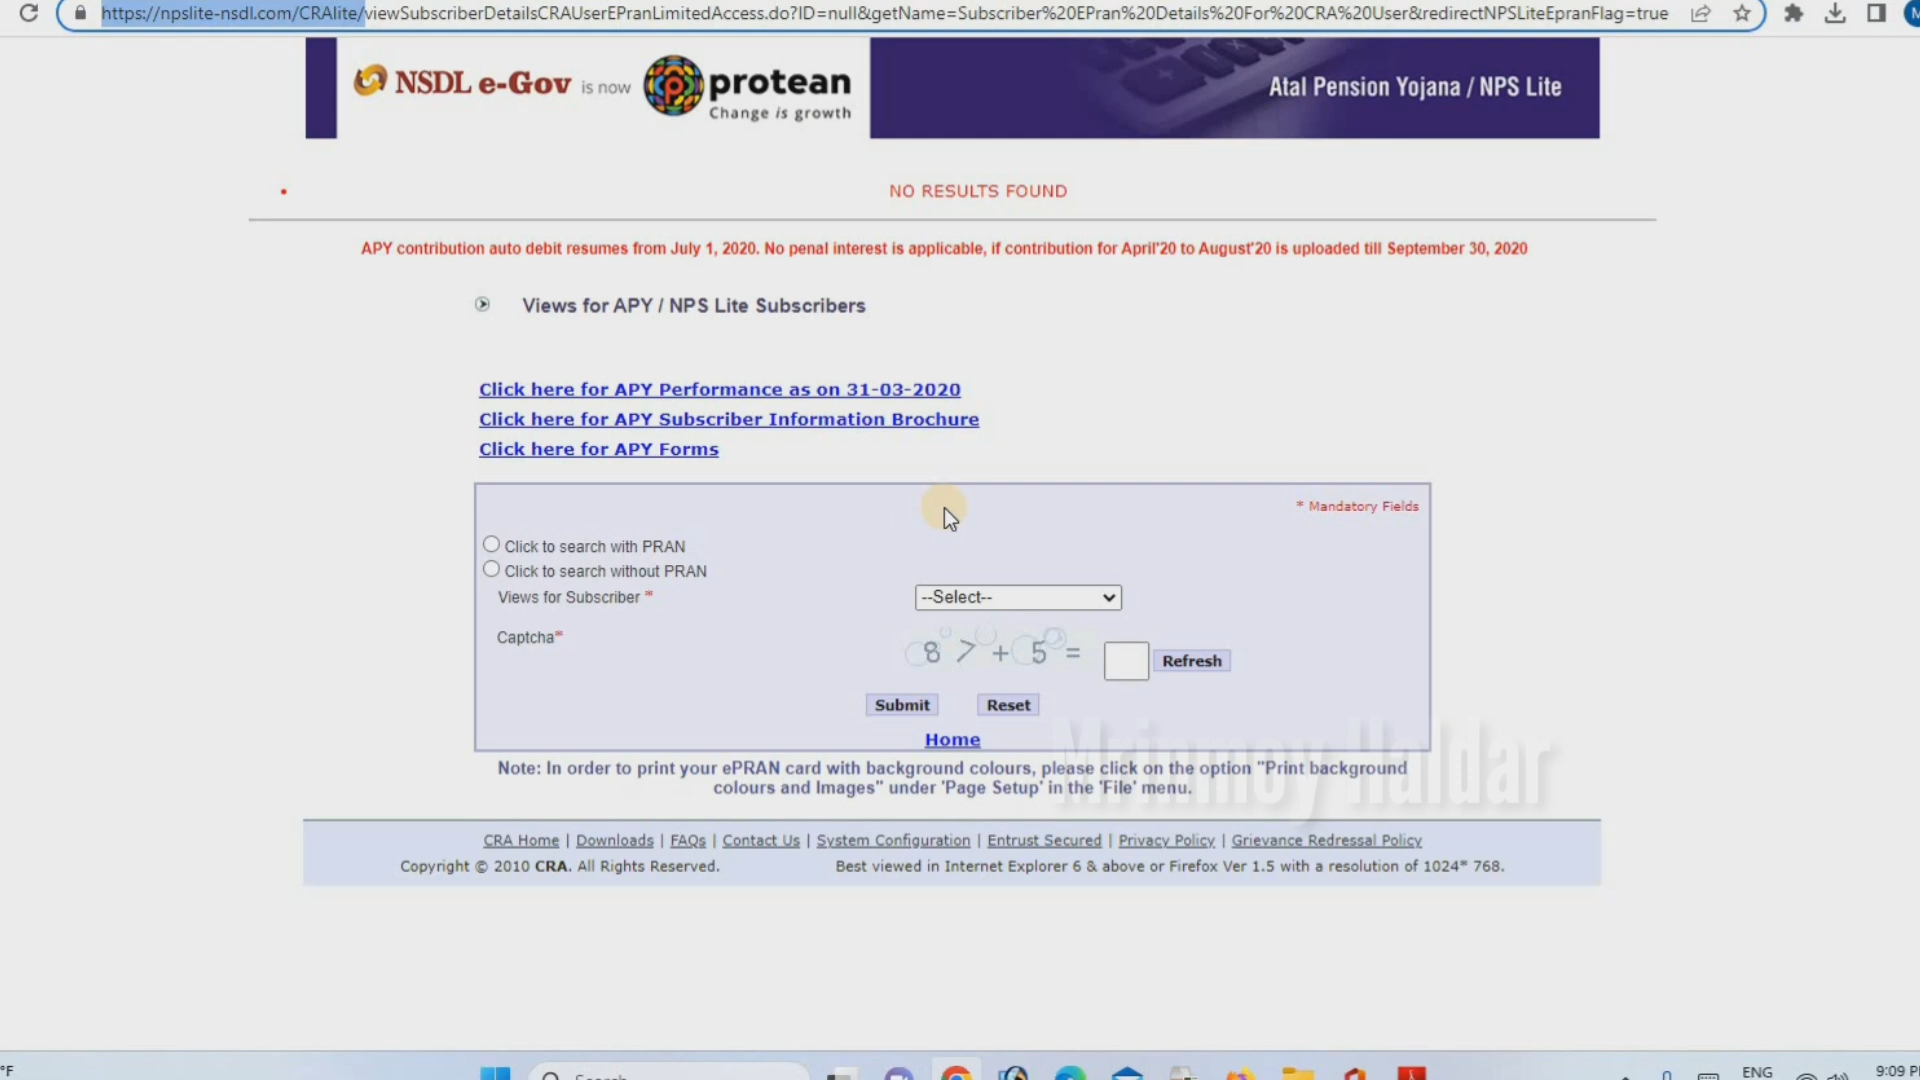 https://npslite-nsdl.com/CRAlite/viewSubscriberDetailsCRAUserEPranLimitedAccess.do?ID=null&getName=Subscriber%20EPran%20Details%20For%20CRA%20User&redirectNPSLiteEpranFlag=true
NSDL e-Gov is now protean
Change is growth
Atal Pension Yojana / NPS Lite
NO RESULTS FOUND
APY contribution auto debit resumes from July 1, 2020. No penal interest is applicable, if contribution for April'20 to August'20 is uploaded till September 30, 2020
Views for APY / NPS Lite Subscribers
Click here for APY Performance as on 31-03-2020
Click here for APY Subscriber Information Brochure
Click here for APY Forms
* Mandatory Fields
Click to search with PRAN
Click to search without PRAN
Views for Subscriber *
--Select--
Captcha*
8 7 + 5 =
Refresh
Submit Reset
Home
Mrinmoy Haldar
Note: In order to print your ePRAN card with background colours, please click on the option "Print background
colours and Images" under 'Page Setup' in the 'File' menu.
CRA Home | Downloads | FAQs | Contact Us | System Configuration | Entrust Secured | Privacy Policy | Grievance Redressal Policy
Copyright © 2010 CRA. All Rights Reserved. Best viewed in Internet Explorer 6 & above or Firefox Ver 1.5 with a resolution of 1024* 768.
°F
Search
ENG
9:09 P